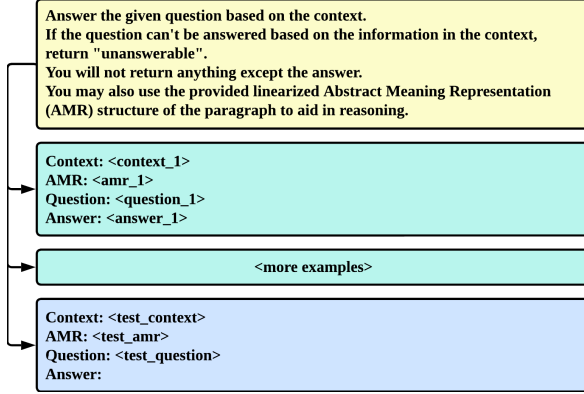 Answer the given question based on the context.
If the question can't be answered based on the information in the context,
return "unanswerable".
You will not return anything except the answer.
You may also use the provided linearized Abstract Meaning Representation
(AMR) structure of the paragraph to aid in reasoning.
Context: <context_1>
AMR: <amr_1>
Question: <question_1>
Answer: <answer_1>
<more examples>
Context: <test_context>
AMR: <test_amr>
Question: <test_question>
Answer: